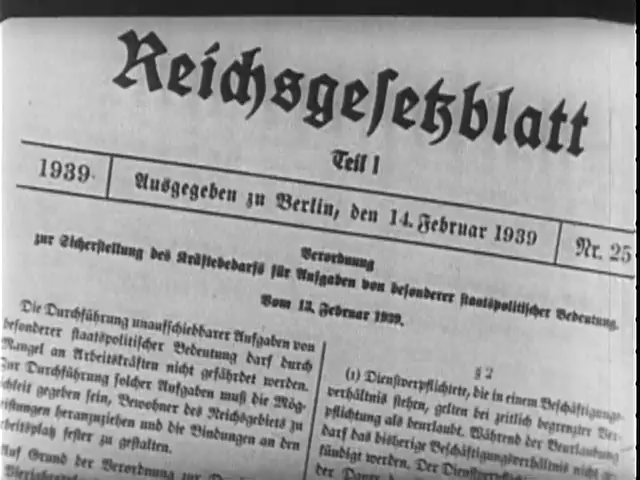 Reichsgesetzblatt
Teil I
1939 Ausgegeben zu Berlin, den 14. Februar 1939 Nr. 25
Verordnung
zur Sicherstellung des Kräftebedarfs für Aufgaben von besonderer staatspolitischer Bedeutung.
Vom 13. Februar 1939.
Die Durchführung unaufschiebbarer Aufgaben von
besonderer staatspolitischer Bedeutung darf durch
Mangel an Arbeitskräften nicht gefährdet werden.
Zur Durchführung solcher Aufgaben muß die Mög-
lichkeit gegeben sein, Bewohner des Reichsgebiets zu
heranzuziehen und die Bindungen an den
fester zu gestalten.
Auf Grund der Verordnung zur
§ 2
(1) Dienstverpflichtete, die in einem Beschäftigungs-
verhältnis stehen, gelten bei zeitlich begrenzter Ver-
pflichtung als beurlaubt. Während der Beurlaubung
darf das bisherige Beschäftigungsverhältnis nicht
kündigt werden. Der
der Dauer